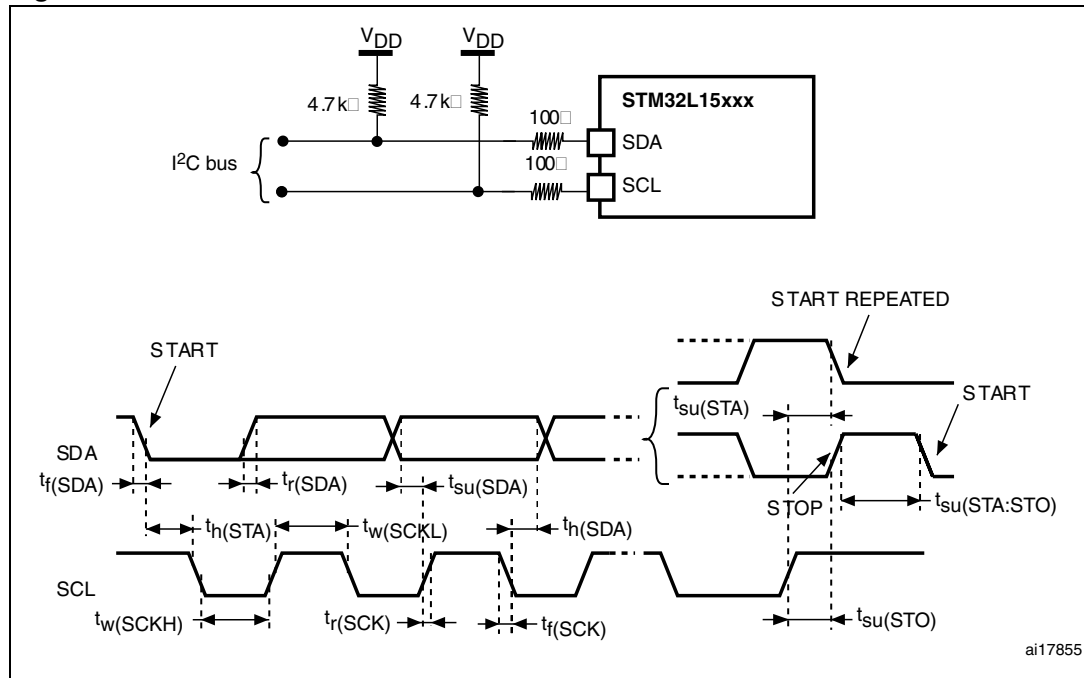 VDD VDD
4.7k□ 4.7k□ STM32L15xxx
100□
SDA
I²C bus
100□
SCL
START REPEATED
START
START
tsu(STA)
SDA
tf(SDA) tr(SDA) tsu(SDA)
STOP tsu(STA:STO)
th(STA) tw(SCKL) th(SDA)
SCL
tw(SCKH) tr(SCK) tf(SCK) tsu(STO)
ai17855